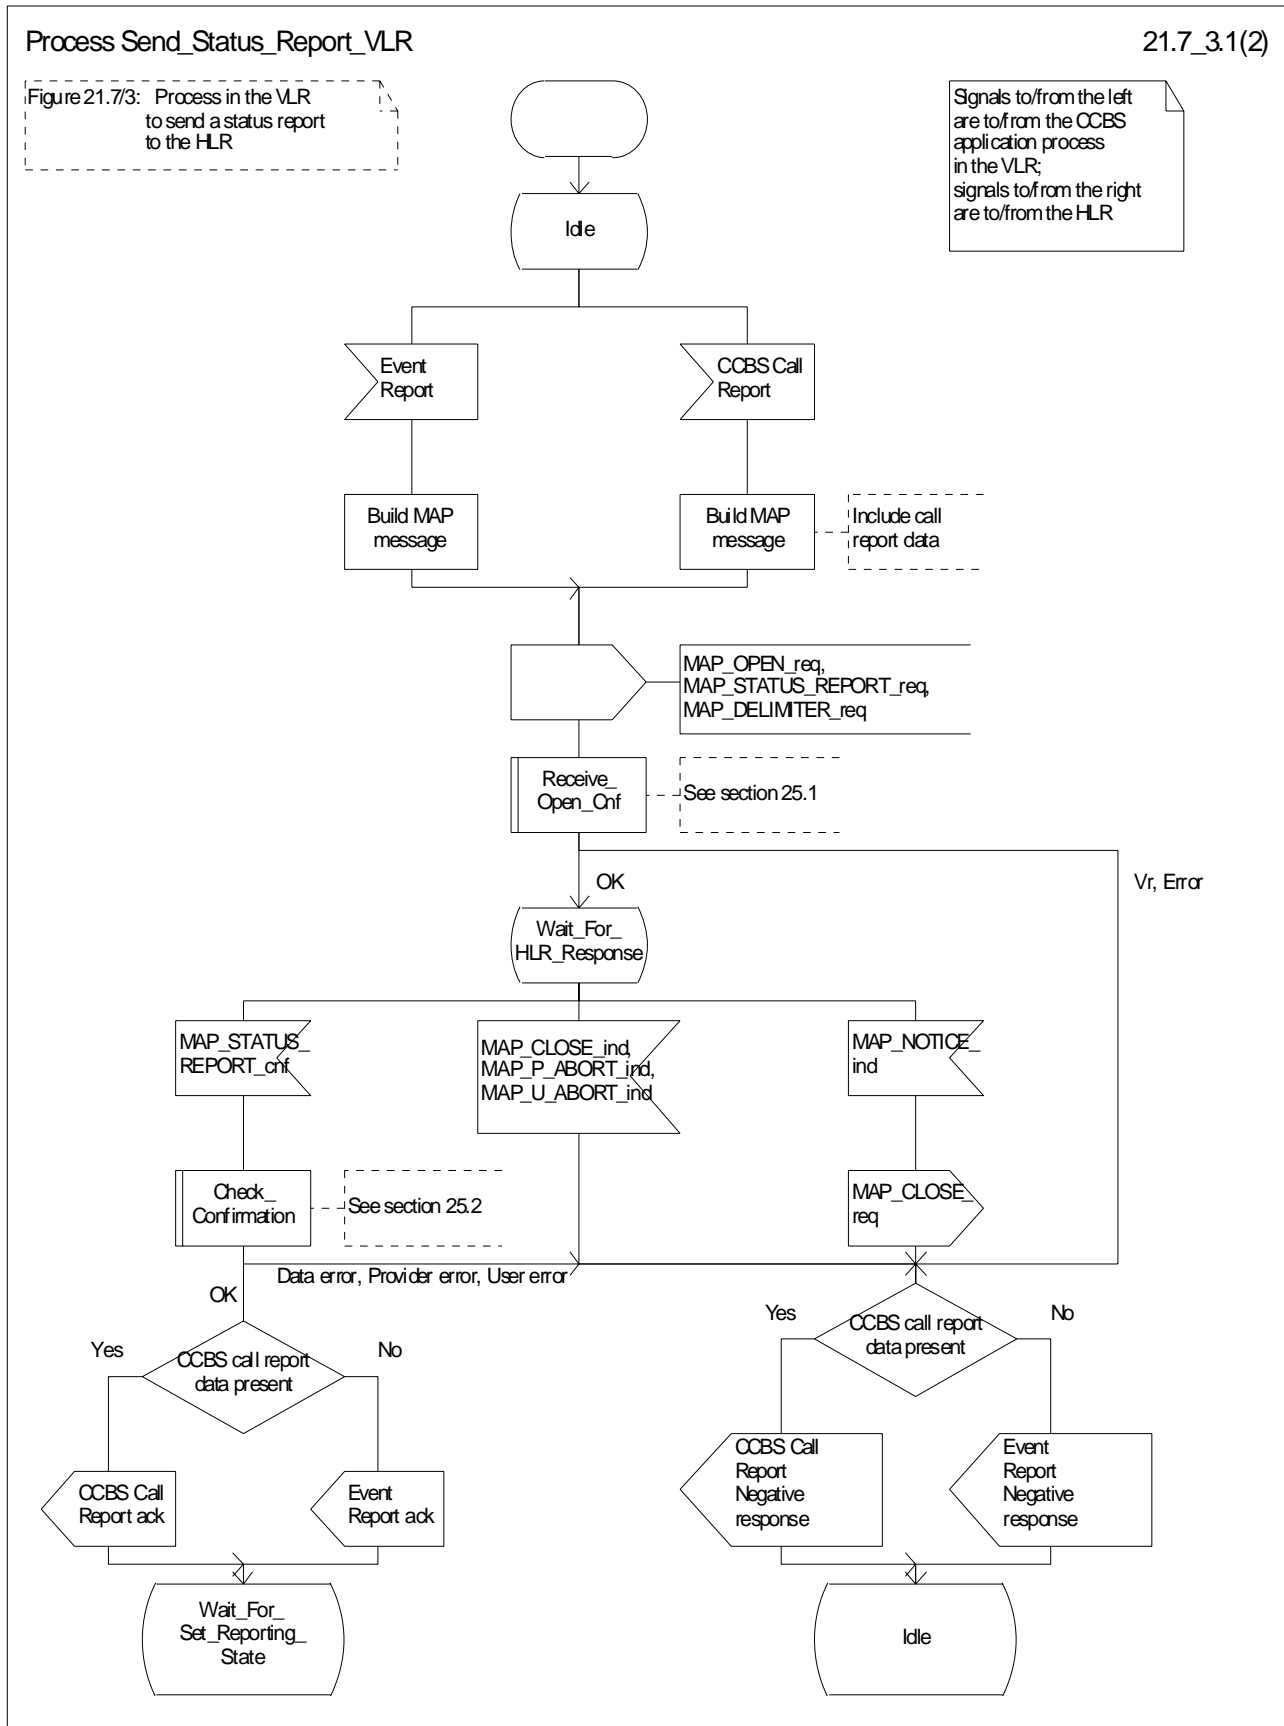 Process Send_Status_Report_VLR
21.7_3.1(2)
Figure 21.7/3: Process in the VLR
to send a status report
to the HLR
Signals to/from the left
are to/from the CCBS
application process
in the VLR;
signals to/from the right
are to/from the HLR
Idle
Event
Report
CCBS Call
Report
Build MAP
message
Build MAP
message
Include call
report data
MAP_OPEN_req,
MAP_STATUS_REPORT_req,
MAP_DELIMITER_req
Receive_
Open_Cnf
See section 25.1
OK
Vr, Error
Wait_For_
HLR_Response
MAP_STATUS_
REPORT_cnf
MAP_CLOSE_ind,
MAP_P_ABORT_ind,
MAP_U_ABORT_ind
MAP_NOTICE_
ind
Check_
Confirmation
See section 25.2
MAP_CLOSE_
req
Data error, Provider error, User error
OK
Yes
CCBS call report
data present
No
Yes
CCBS call report
data present
No
CCBS Call
Report ack
Event
Report ack
CCBS Call
Report
Negative
response
Event
Report
Negative
response
Wait_For_
Set_Reporting_
State
Idle